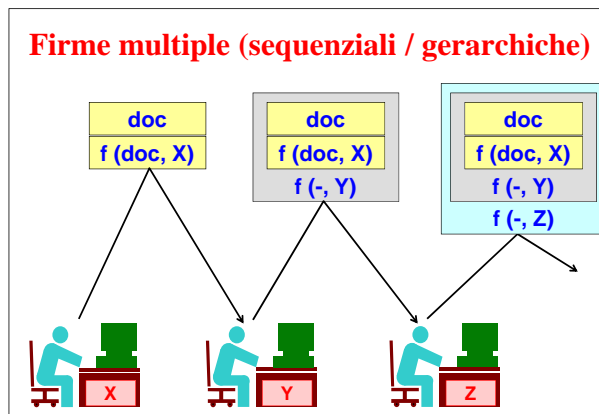 Firme multiple (sequenziali / gerarchiche)
doc
f (doc, X)
doc
f (doc, X)
f (-, Y)
doc
f (doc, X)
f (-, Y)
f (-, Z)
X
Y
Z